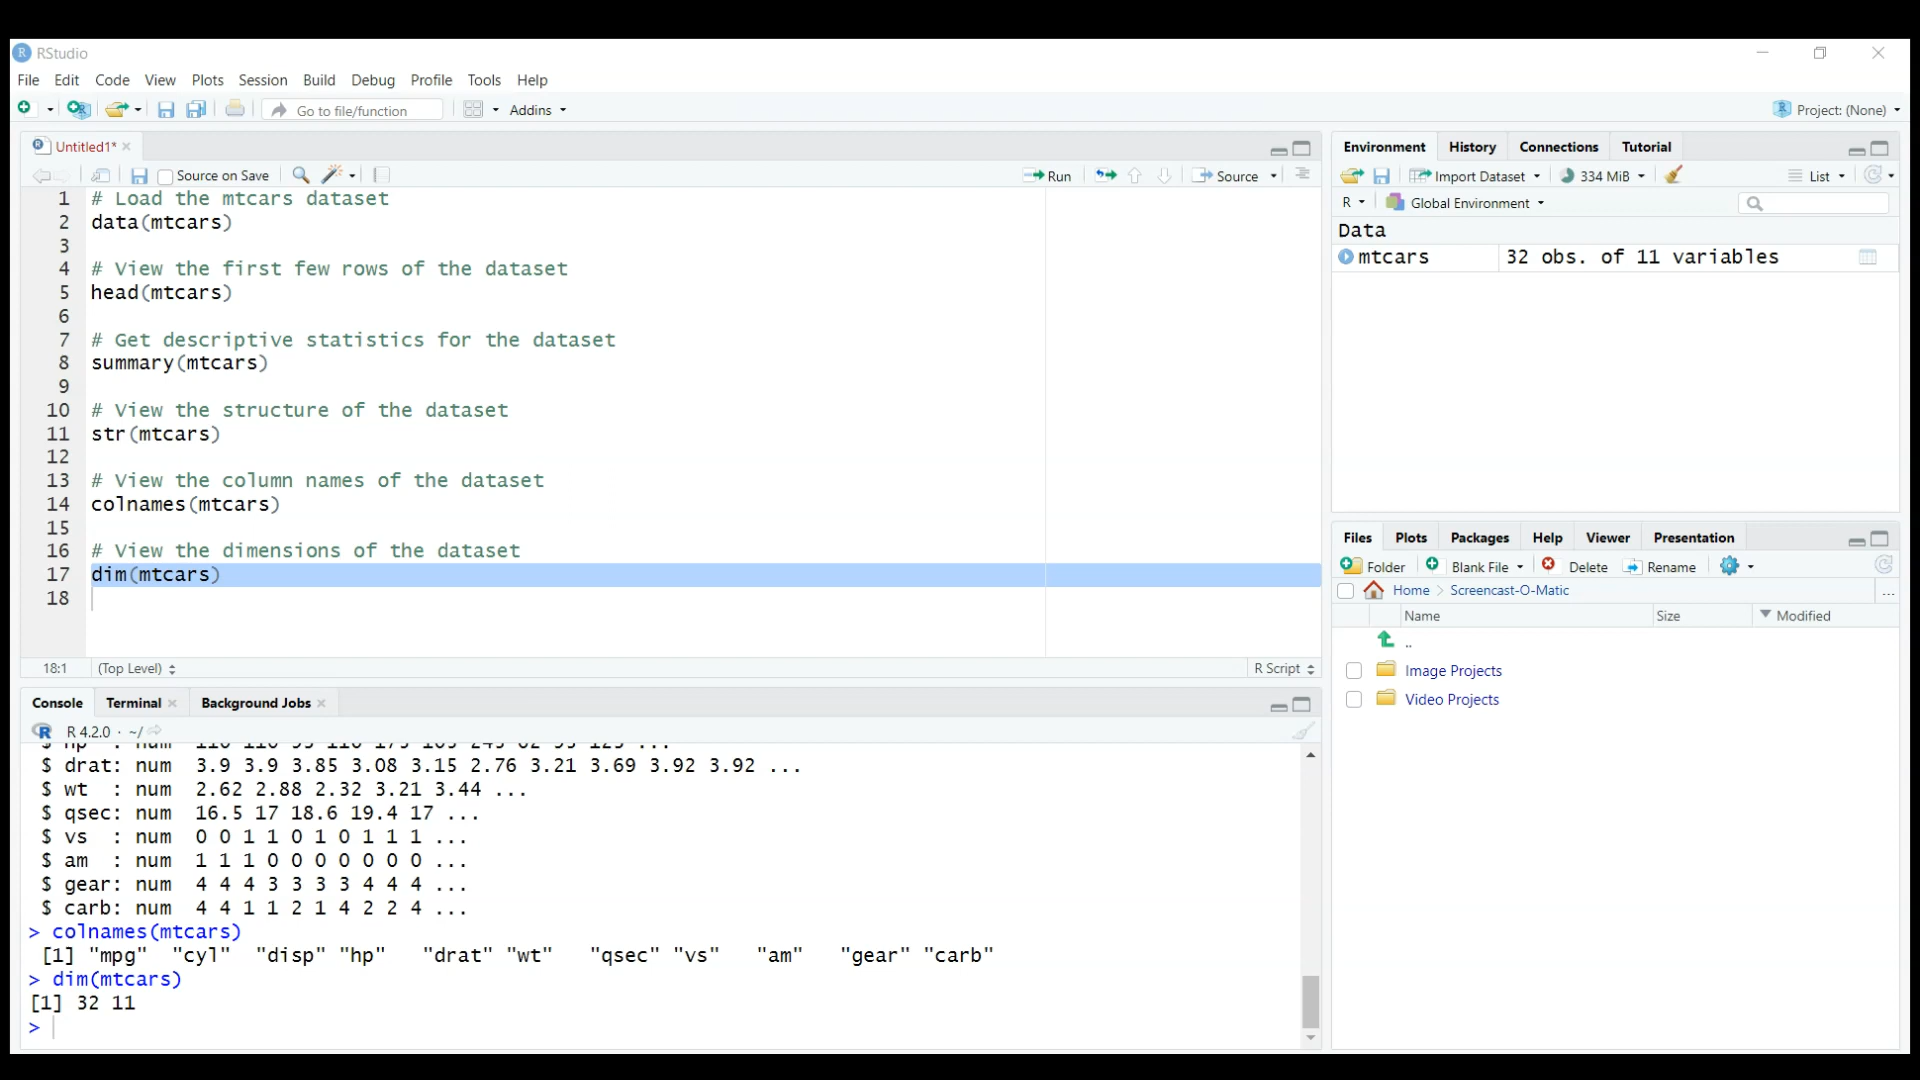 RStudio
File Edit Code View Plots Session Build Debug Profile Tools Help
Go to file/function Addins Project: (None)
Untitled1*
Source on Save Run Source
1 # Load the mtcars dataset
2 data(mtcars)
3
4 # View the first few rows of the dataset
5 head(mtcars)
6
7 # Get descriptive statistics for the dataset
8 summary(mtcars)
9
10 # View the structure of the dataset
11 str(mtcars)
12
13 # View the column names of the dataset
14 colnames(mtcars)
15
16 # View the dimensions of the dataset
17 dim(mtcars)
18
18:1 (Top Level) R Script
Console Terminal Background Jobs
R 4.2.0 · ~/
$ drat: num 3.9 3.9 3.85 3.08 3.15 2.76 3.21 3.69 3.92 3.92 ...
$ wt : num 2.62 2.88 2.32 3.21 3.44 ...
$ qsec: num 16.5 17 18.6 19.4 17 ...
$ vs : num 0 0 1 1 0 1 0 1 1 1 ...
$ am : num 1 1 1 0 0 0 0 0 0 0 ...
$ gear: num 4 4 4 3 3 3 3 4 4 4 ...
$ carb: num 4 4 1 1 2 1 4 2 2 4 ...
> colnames(mtcars)
[1] "mpg" "cyl" "disp" "hp" "drat" "wt" "qsec" "vs" "am" "gear" "carb"
> dim(mtcars)
[1] 32 11
>
Environment History Connections Tutorial
Import Dataset 334 MiB List
R Global Environment
Data
mtcars 32 obs. of 11 variables
Files Plots Packages Help Viewer Presentation
Folder Blank File Delete Rename
Home > Screencast-O-Matic ...
Name Size Modified
..
Image Projects
Video Projects